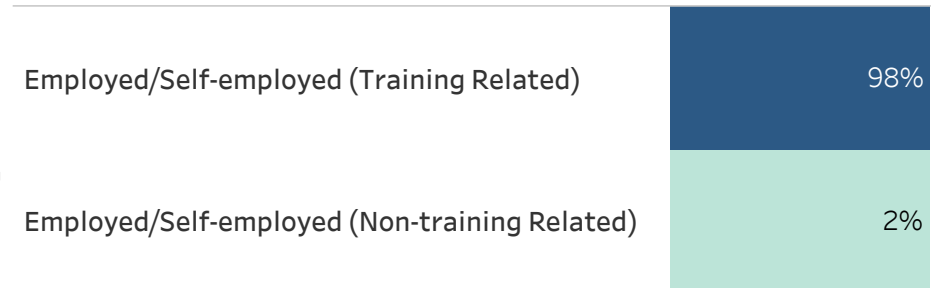 Employed/Self-employed (Training Related) 98%
Employed/Self-employed (Non-training Related) 2%